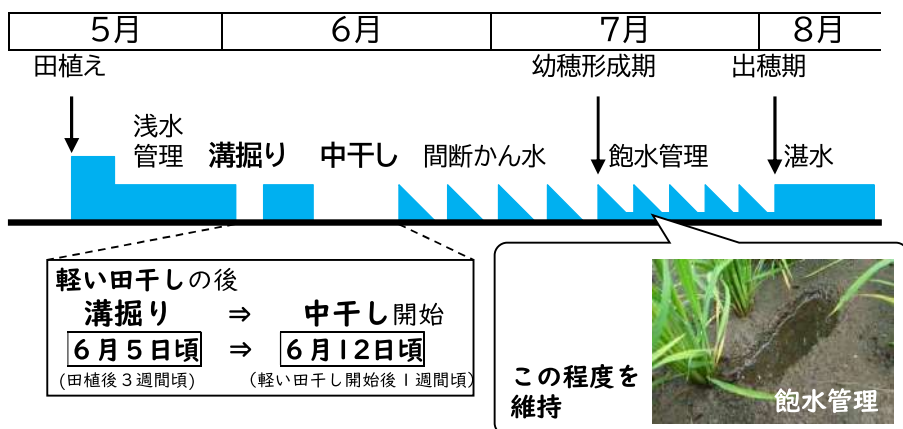 5月 6月 7月 8月
田植え 幼穂形成期 出穂期
浅水
管理 溝掘り 中干し 間断かん水 飽水管理 湛水
軽い田干しの後
溝掘り ⇒ 中干し開始
6月5日頃 ⇒ 6月12日頃
(田植後3週間頃) (軽い田干し開始後1週間頃)
この程度を
維持
飽水管理